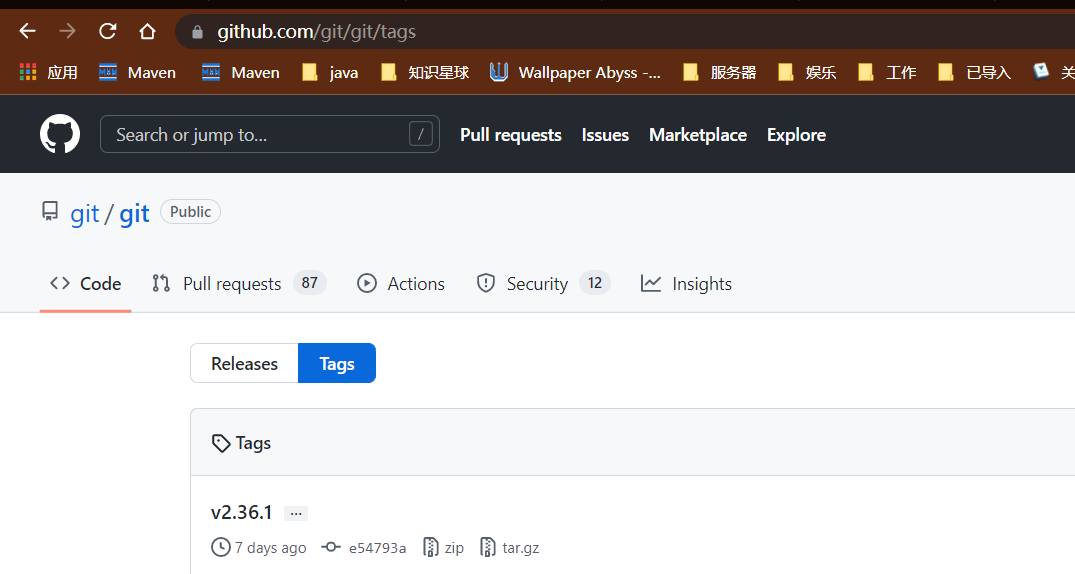 github.com/git/git/tags
应用 Maven Maven java 知识星球 Wallpaper Abyss -... 服务器 娱乐 工作 已导入 关
Search or jump to... / Pull requests Issues Marketplace Explore
git / git Public
Code Pull requests 87 Actions Security 12 Insights
Releases Tags
Tags
v2.36.1 ...
7 days ago e54793a zip tar.gz